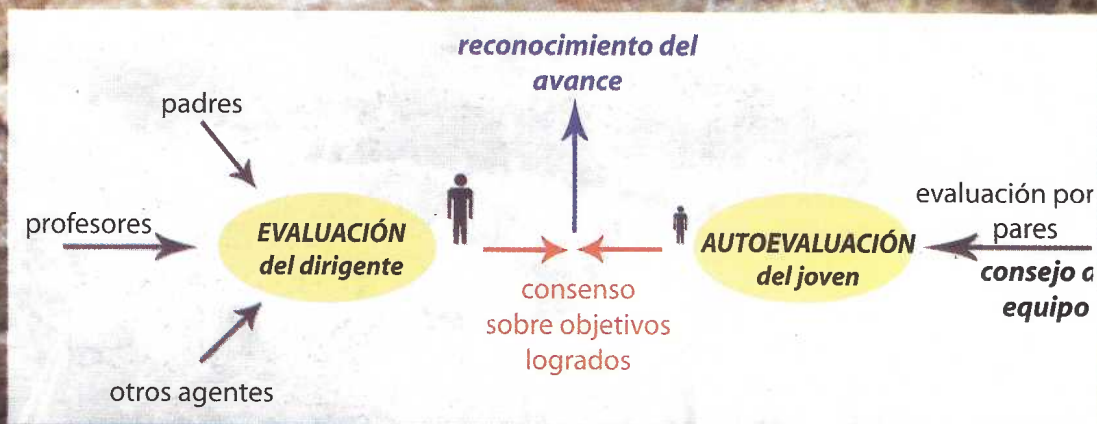 reconocimiento del
avance
padres
profesores
otros agentes
EVALUACIÓN
del dirigente
consenso
sobre objetivos
logrados
AUTOEVALUACIÓN
del joven
evaluación por
pares
consejo
equipo